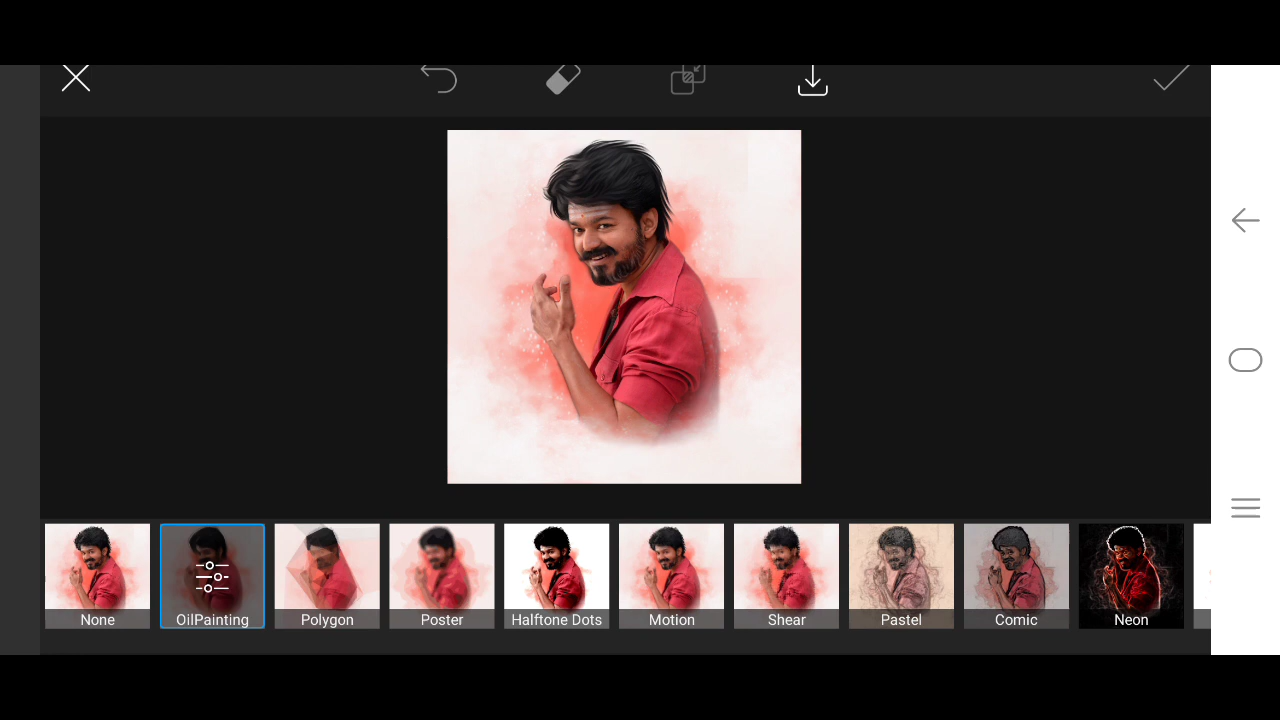 None
OilPainting
Polygon
Poster
Halftone Dots
Motion
Shear
Pastel
Comic
Neon